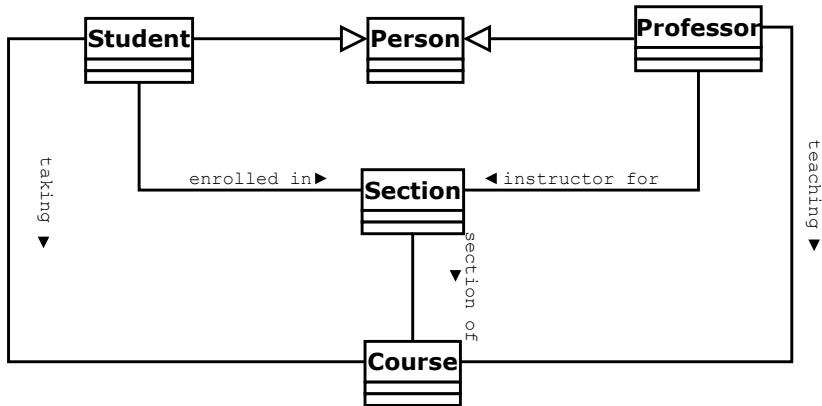 Student
Person
Professor
taking ▼
enrolled in►
Section
◄ instructor for
teaching ▼
section of ▼
Course